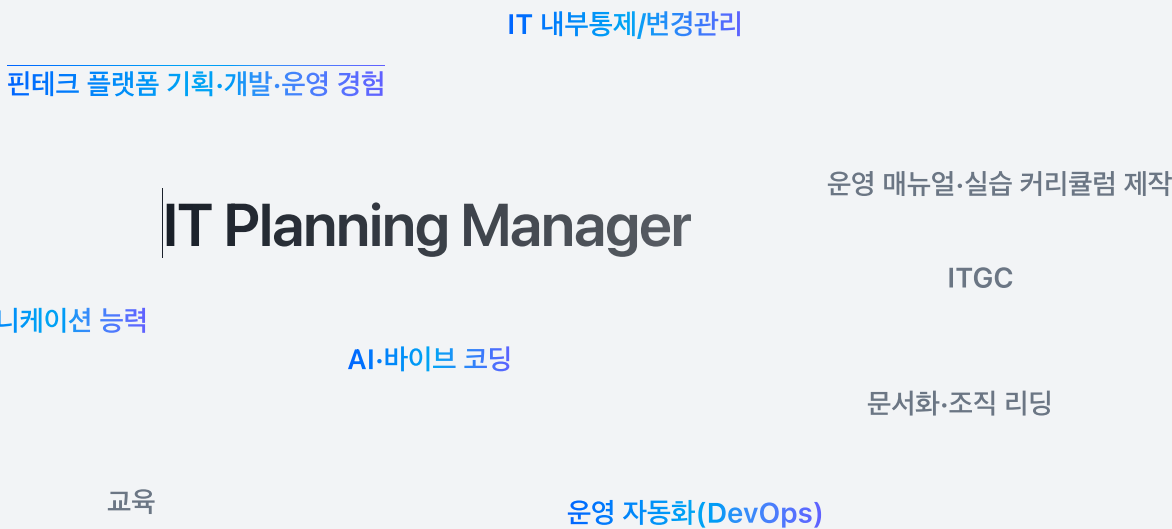 IT 내부통제/변경관리
핀테크 플랫폼 기획·개발·운영 경험
운영 매뉴얼·실습 커리큘럼 제작
IT Planning Manager
ITGC
니케이션 능력
AI·바이브 코딩
문서화·조직 리딩
교육
운영 자동화(DevOps)